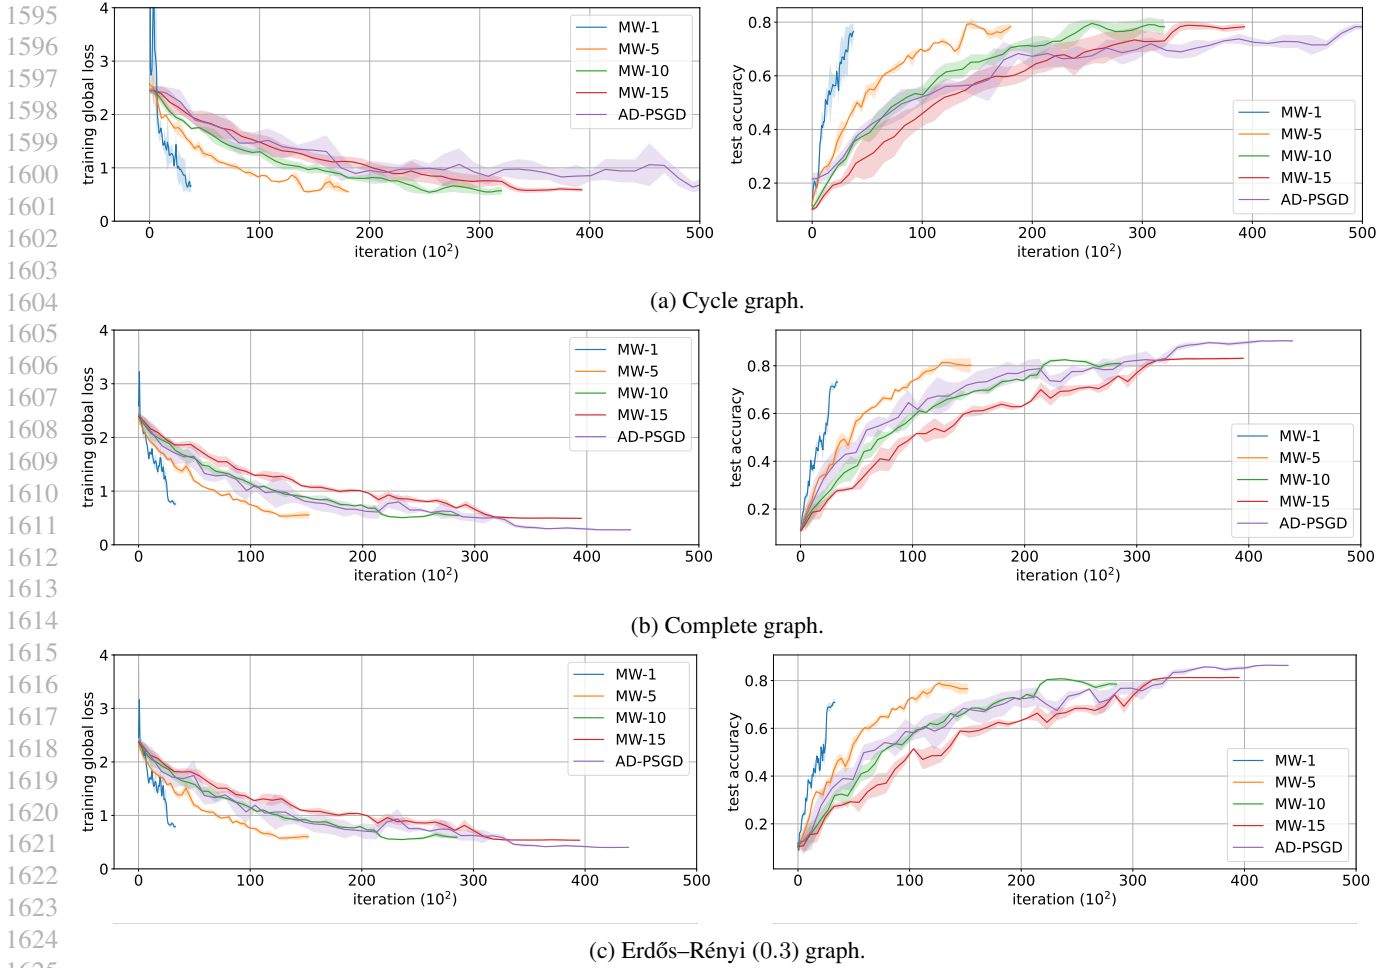 1595
1596
1597
1598
1599
1600
1601
1602
1603
1604
1605
1606
1607
1608
1609
1610
1611
1612
1613
1614
1615
1616
1617
1618
1619
1620
1621
1622
1623
1624
training global loss
4
3
2
1
0
MW-1
MW-5
MW-10
MW-15
AD-PSGD
0 100 200 300 400 500
iteration (10²)
test accuracy
0.8
0.6
0.4
0.2
MW-1
MW-5
MW-10
MW-15
AD-PSGD
0 100 200 300 400 500
iteration (10²)
(a) Cycle graph.
training global loss
4
3
2
1
0
MW-1
MW-5
MW-10
MW-15
AD-PSGD
0 100 200 300 400 500
iteration (10²)
test accuracy
0.8
0.6
0.4
0.2
MW-1
MW-5
MW-10
MW-15
AD-PSGD
0 100 200 300 400 500
iteration (10²)
(b) Complete graph.
training global loss
4
3
2
1
0
MW-1
MW-5
MW-10
MW-15
AD-PSGD
0 100 200 300 400 500
iteration (10²)
test accuracy
0.8
0.6
0.4
0.2
MW-1
MW-5
MW-10
MW-15
AD-PSGD
0 100 200 300 400 500
iteration (10²)
(c) Erdős–Rényi (0.3) graph.